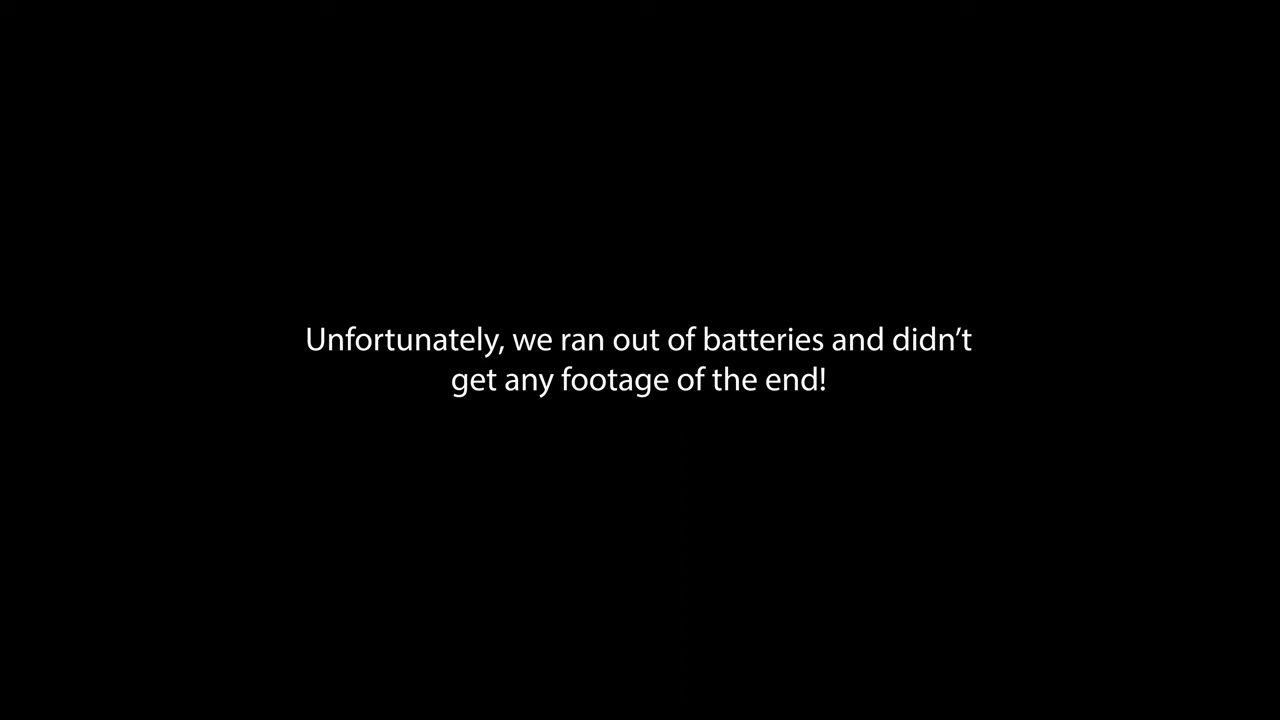 Unfortunately, we ran out of batteries and didn’t
get any footage of the end!